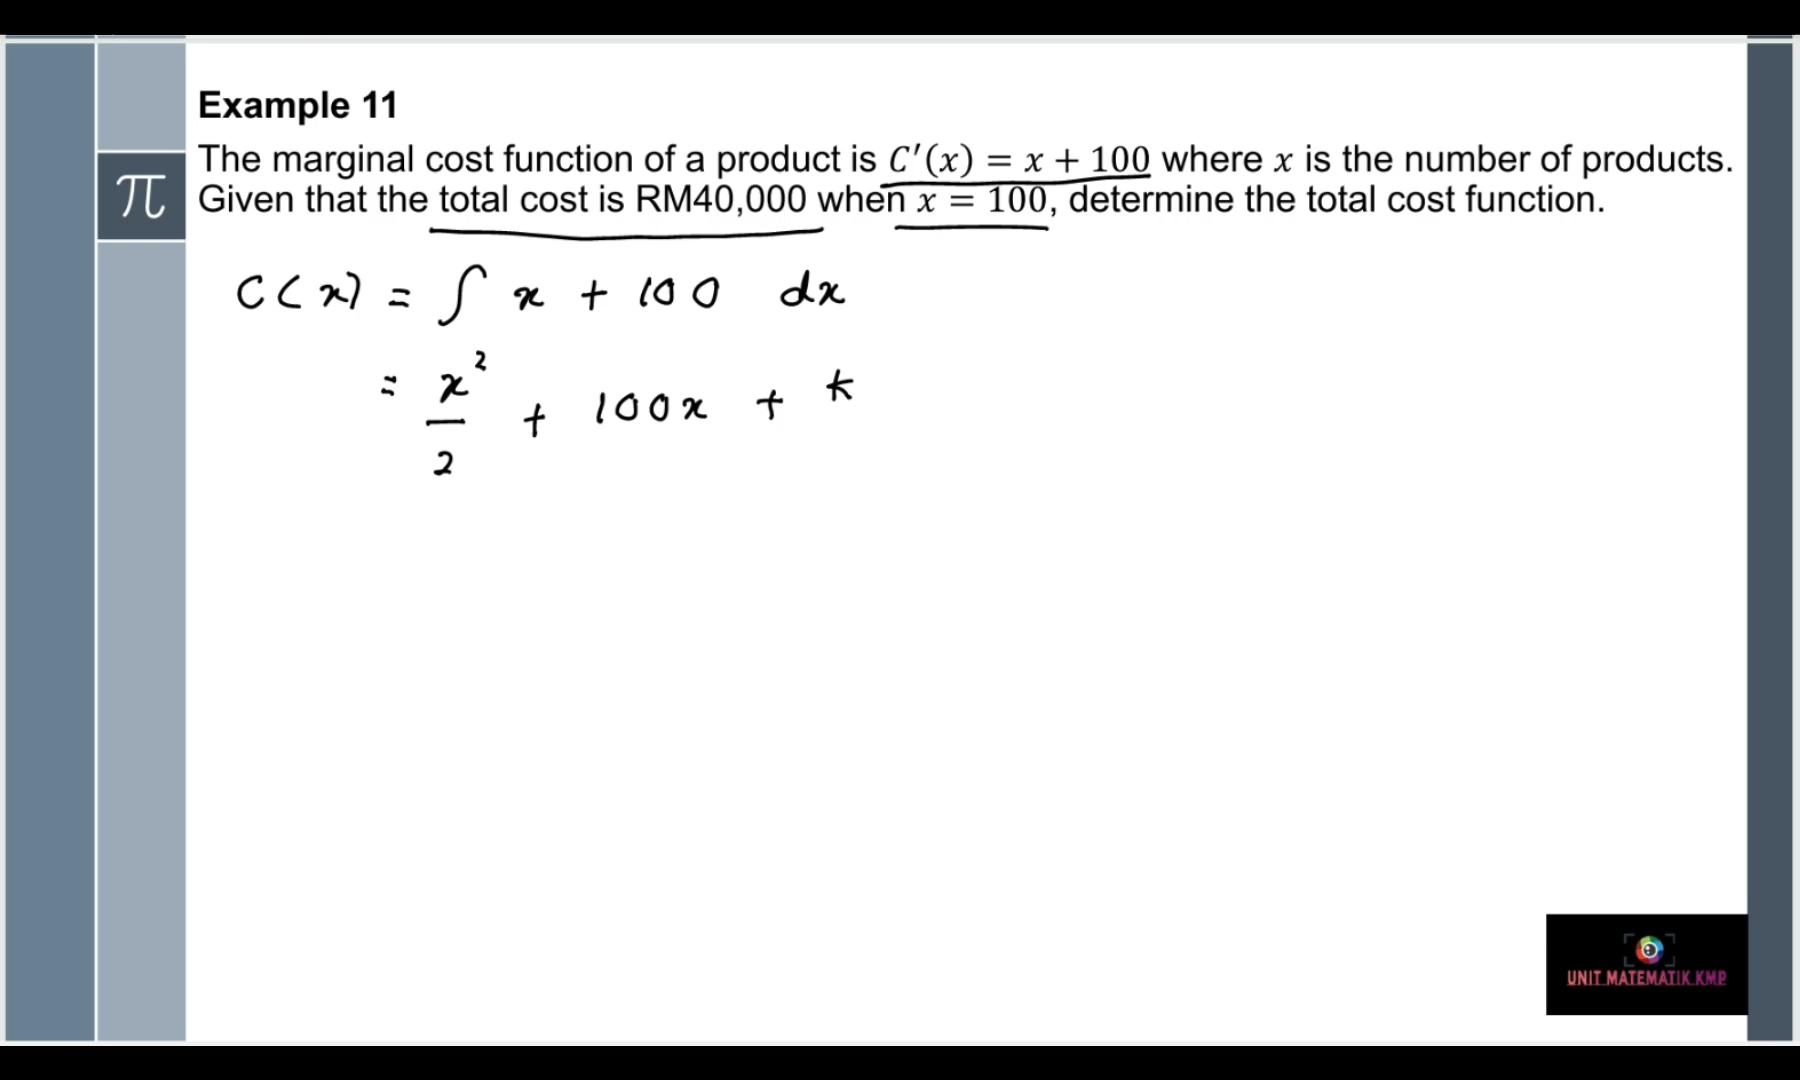 Example 11
The marginal cost function of a product is C′(x) = x + 100 where x is the number of products.
π
Given that the total cost is RM40,000 when x = 100, determine the total cost function.
C(x) = ∫ x + 100 dx
= x²/2 + 100x + k
UNIT MATEMATIK KMP